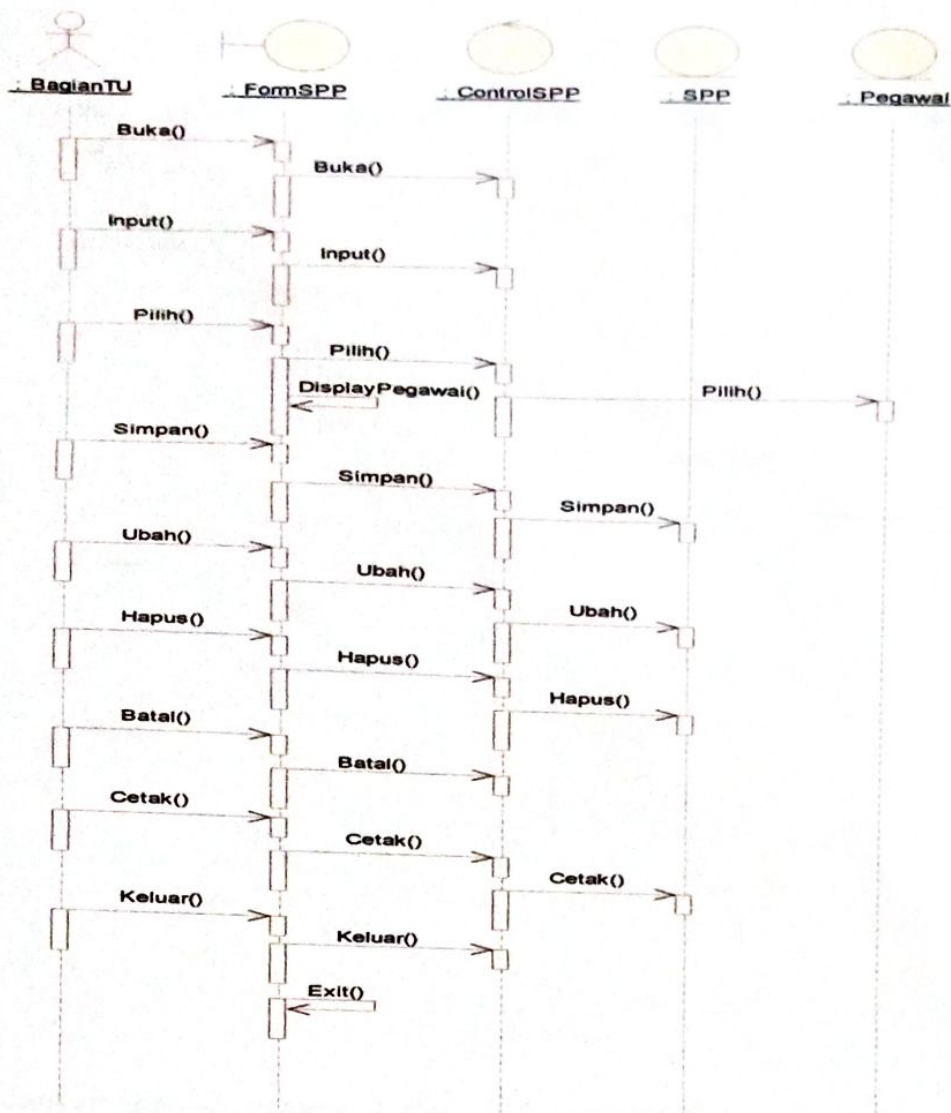 : BagianTU
: FormSPP
: ControlSPP
: SPP
: Pegawai
Buka()
Buka()
Input()
Input()
Pilih()
Pilih()
DisplayPegawai()
Pilih()
Simpan()
Simpan()
Simpan()
Ubah()
Ubah()
Ubah()
Hapus()
Hapus()
Hapus()
Batal()
Batal()
Cetak()
Cetak()
Cetak()
Keluar()
Keluar()
Exit()